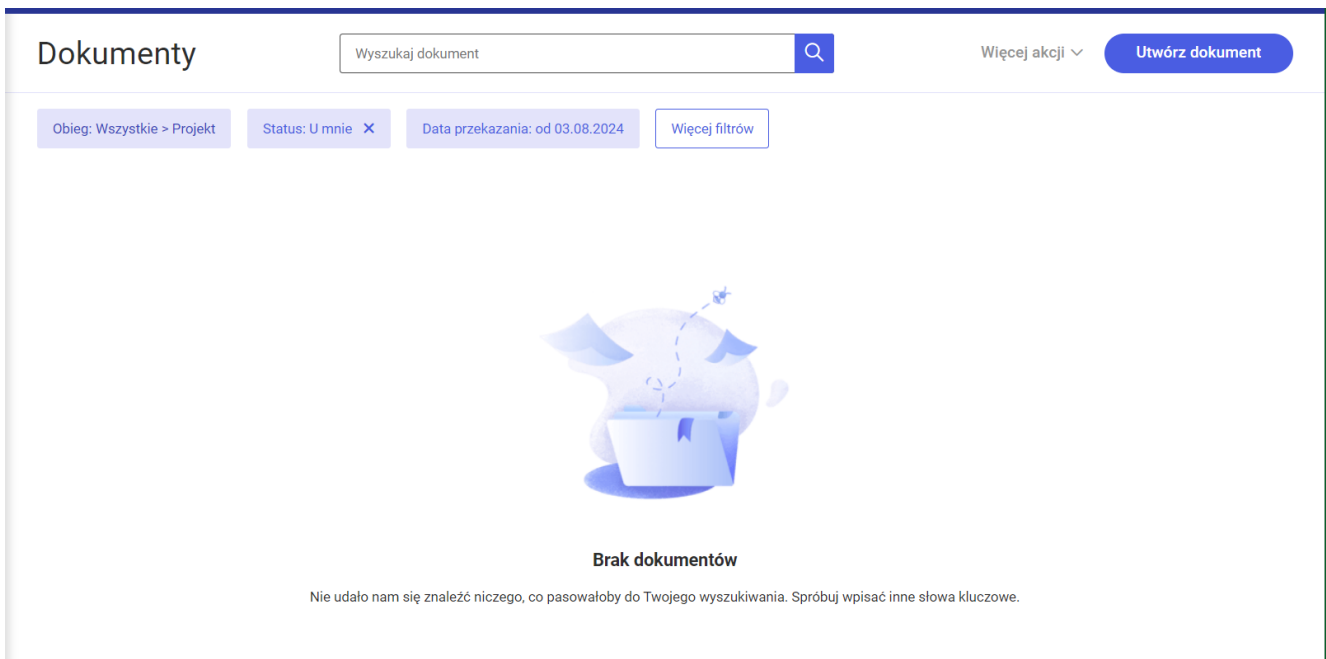 Dokumenty
Wyszukaj dokument
Więcej akcji
Utwórz dokument
Obieg: Wszystkie > Projekt
Status: U mnie ✕
Data przekazania: od 03.08.2024
Więcej filtrów
Brak dokumentów
Nie udało nam się znaleźć niczego, co pasowałoby do Twojego wyszukiwania. Spróbuj wpisać inne słowa kluczowe.